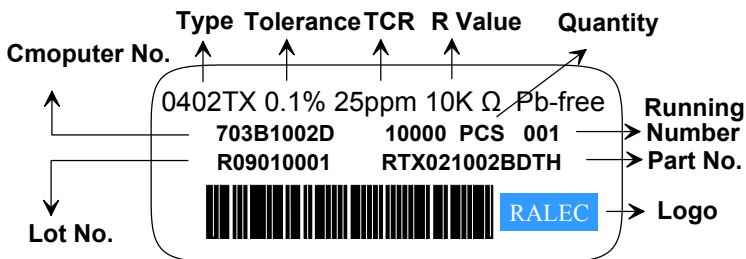 Type Tolerance TCR R Value Quantity
Cmoputer No.
0402TX 0.1% 25ppm 10K Ω Pb-free
703B1002D 10000 PCS 001
Running Number
R09010001 RTX021002BDTH
Part No.
RALEC
Logo
Lot No.